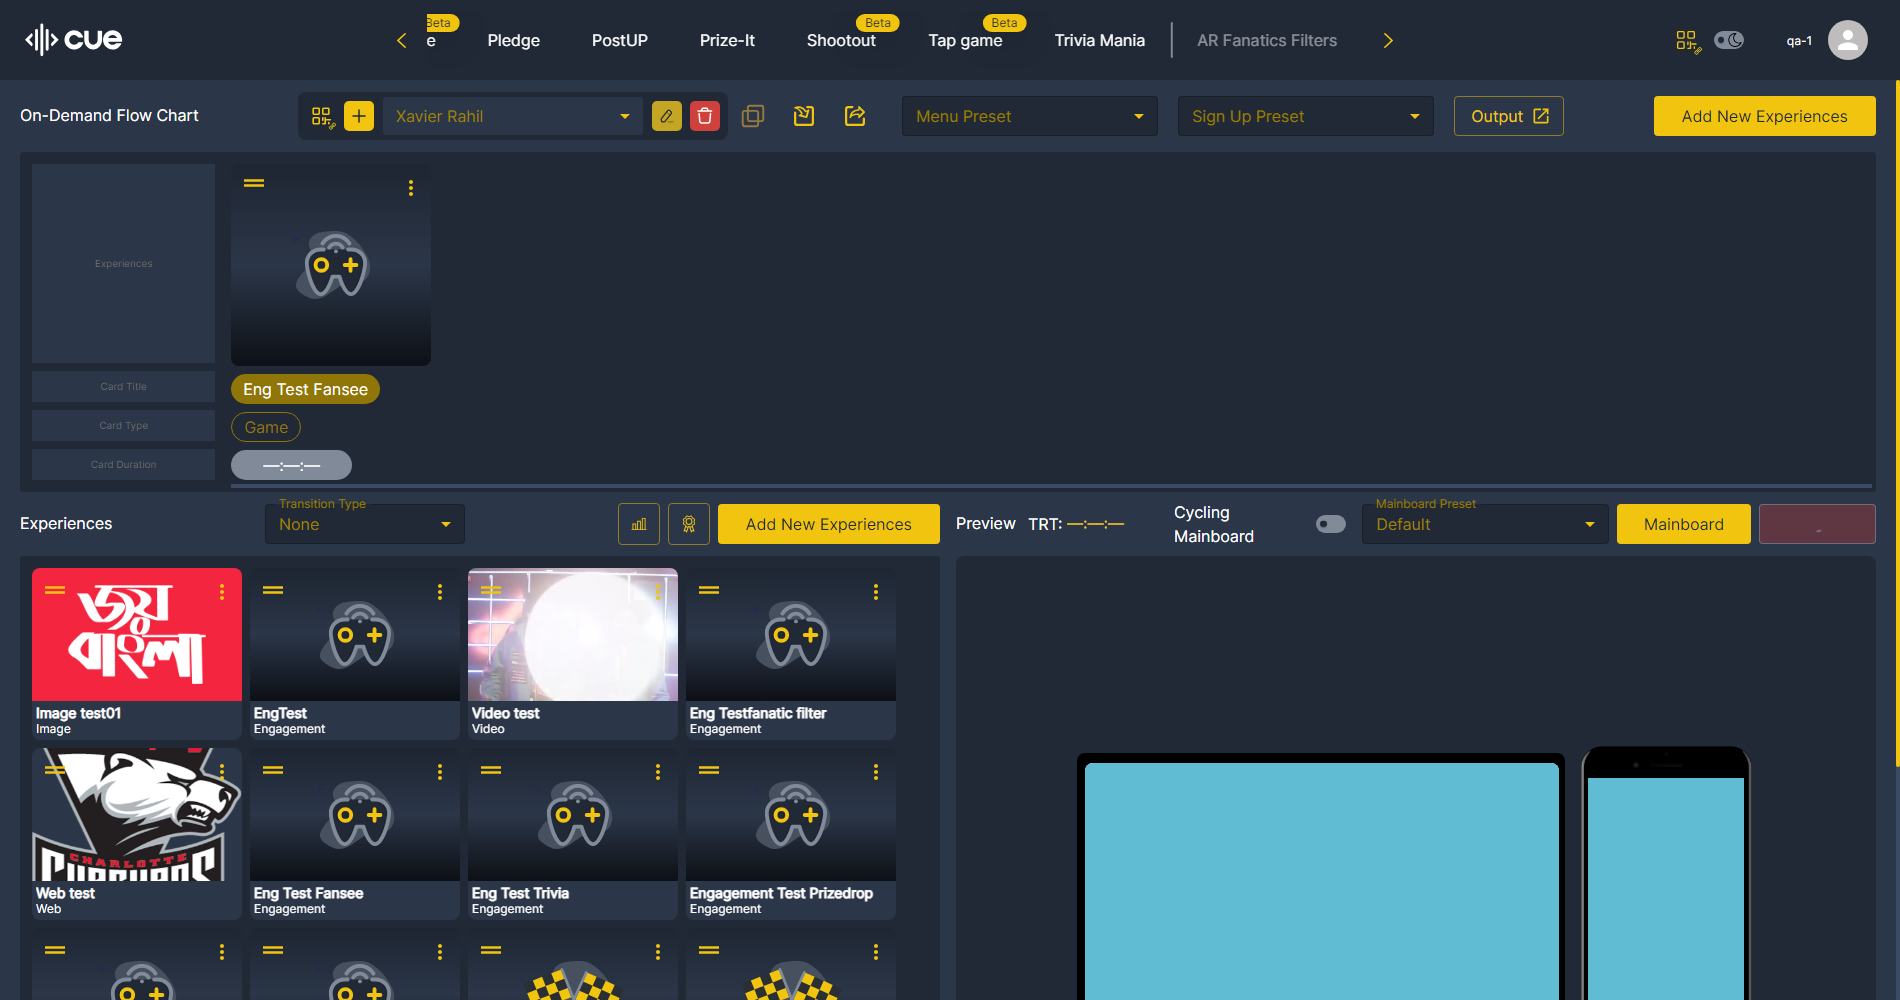 cue
e
Beta
Pledge
PostUP
Prize-It
Shootout
Beta
Tap game
Beta
Trivia Mania
AR Fanatics Filters
qa-1
On-Demand Flow Chart
Xavier Rahil
Menu Preset
Sign Up Preset
Output
Add New Experiences
Experiences
Card Title
Card Type
Card Duration
Eng Test Fansee
Game
—:—:—
Experiences
Transition Type
None
Add New Experiences
Preview
TRT: —:—:—
Cycling
Mainboard
Mainboard Preset
Default
Mainboard
-
জয়
বাংলা
Image test01
Image
EngTest
Engagement
Video test
Video
Eng Testfanatic filter
Engagement
CHARLOTTE
Web test
Web
Eng Test Fansee
Engagement
Eng Test Trivia
Engagement
Engagement Test Prizedrop
Engagement